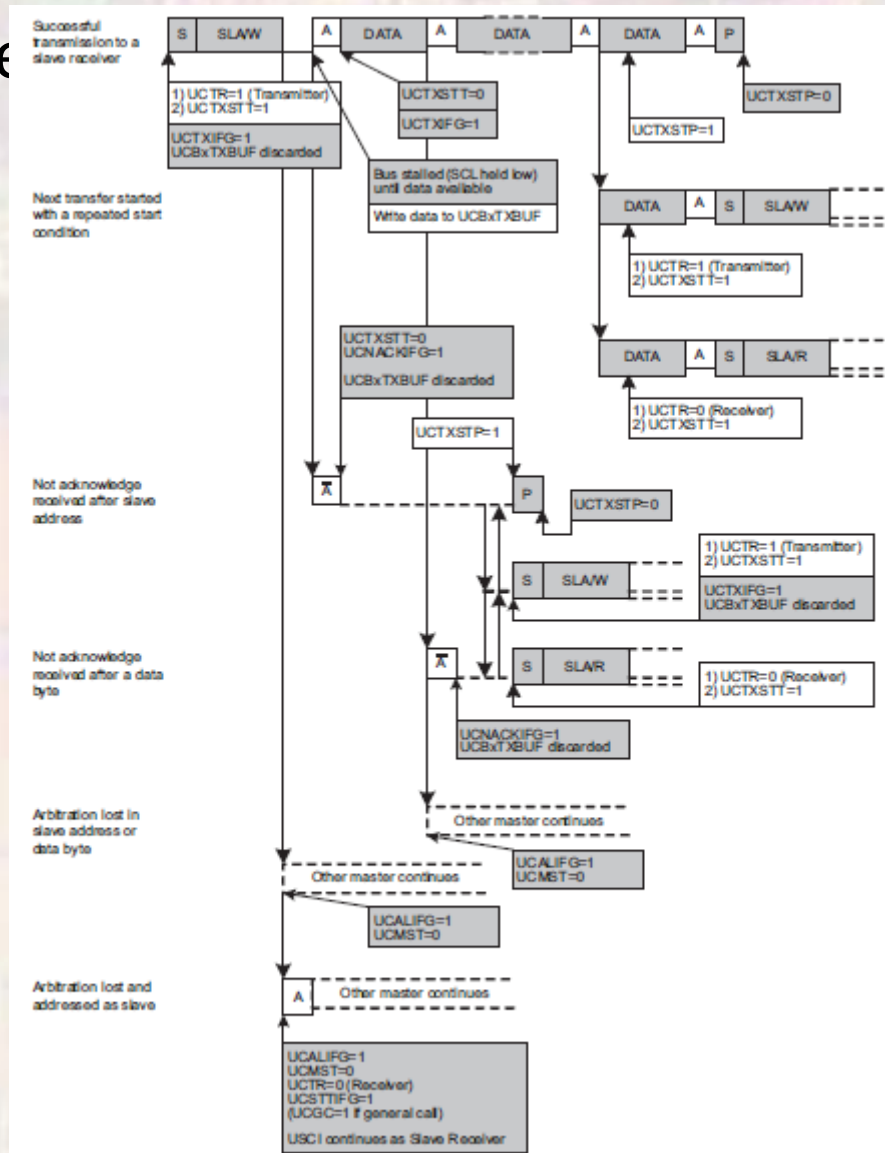 e
Successful
transmission to a
slave receiver
S SLA/W A DATA A DATA A DATA A P
1) UCTR=1 (Transmitter)
2) UCTXSTT=1
UCTXIFG=1
UCBxTXBUF discarded
UCTXSTT=0
UCTXIFG=1
UCTXSTP=0
UCTXSTP=1
Bus stalled (SCL held low)
until data available
Write data to UCBxTXBUF
Next transfer started
with a repeated start
condition
DATA A S SLA/W
1) UCTR=1 (Transmitter)
2) UCTXSTT=1
DATA A S SLA/R
1) UCTR=0 (Receiver)
2) UCTXSTT=1
UCTXSTT=0
UCNACKIFG=1
UCBxTXBUF discarded
UCTXSTP=1
Not acknowledge
received after slave
address
A̅ P
UCTXSTP=0
S SLA/W
1) UCTR=1 (Transmitter)
2) UCTXSTT=1
UCTXIFG=1
UCBxTXBUF discarded
Not acknowledge
received after a data
byte
A̅ S SLA/R
1) UCTR=0 (Receiver)
2) UCTXSTT=1
UCNACKIFG=1
UCBxTXBUF discarded
Arbitration lost in
slave address or
data byte
Other master continues
UCALIFG=1
UCMST=0
Other master continues
UCALIFG=1
UCMST=0
Arbitration lost and
addressed as slave
A Other master continues
UCALIFG=1
UCMST=0
UCTR=0 (Receiver)
UCSTTIFG=1
(UCGC=1 if general call)
USCI continues as Slave Receiver